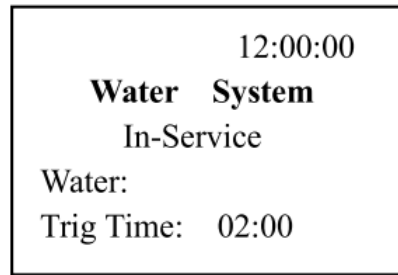 12:00:00
Water System
In-Service
Water:
Trig Time: 02:00